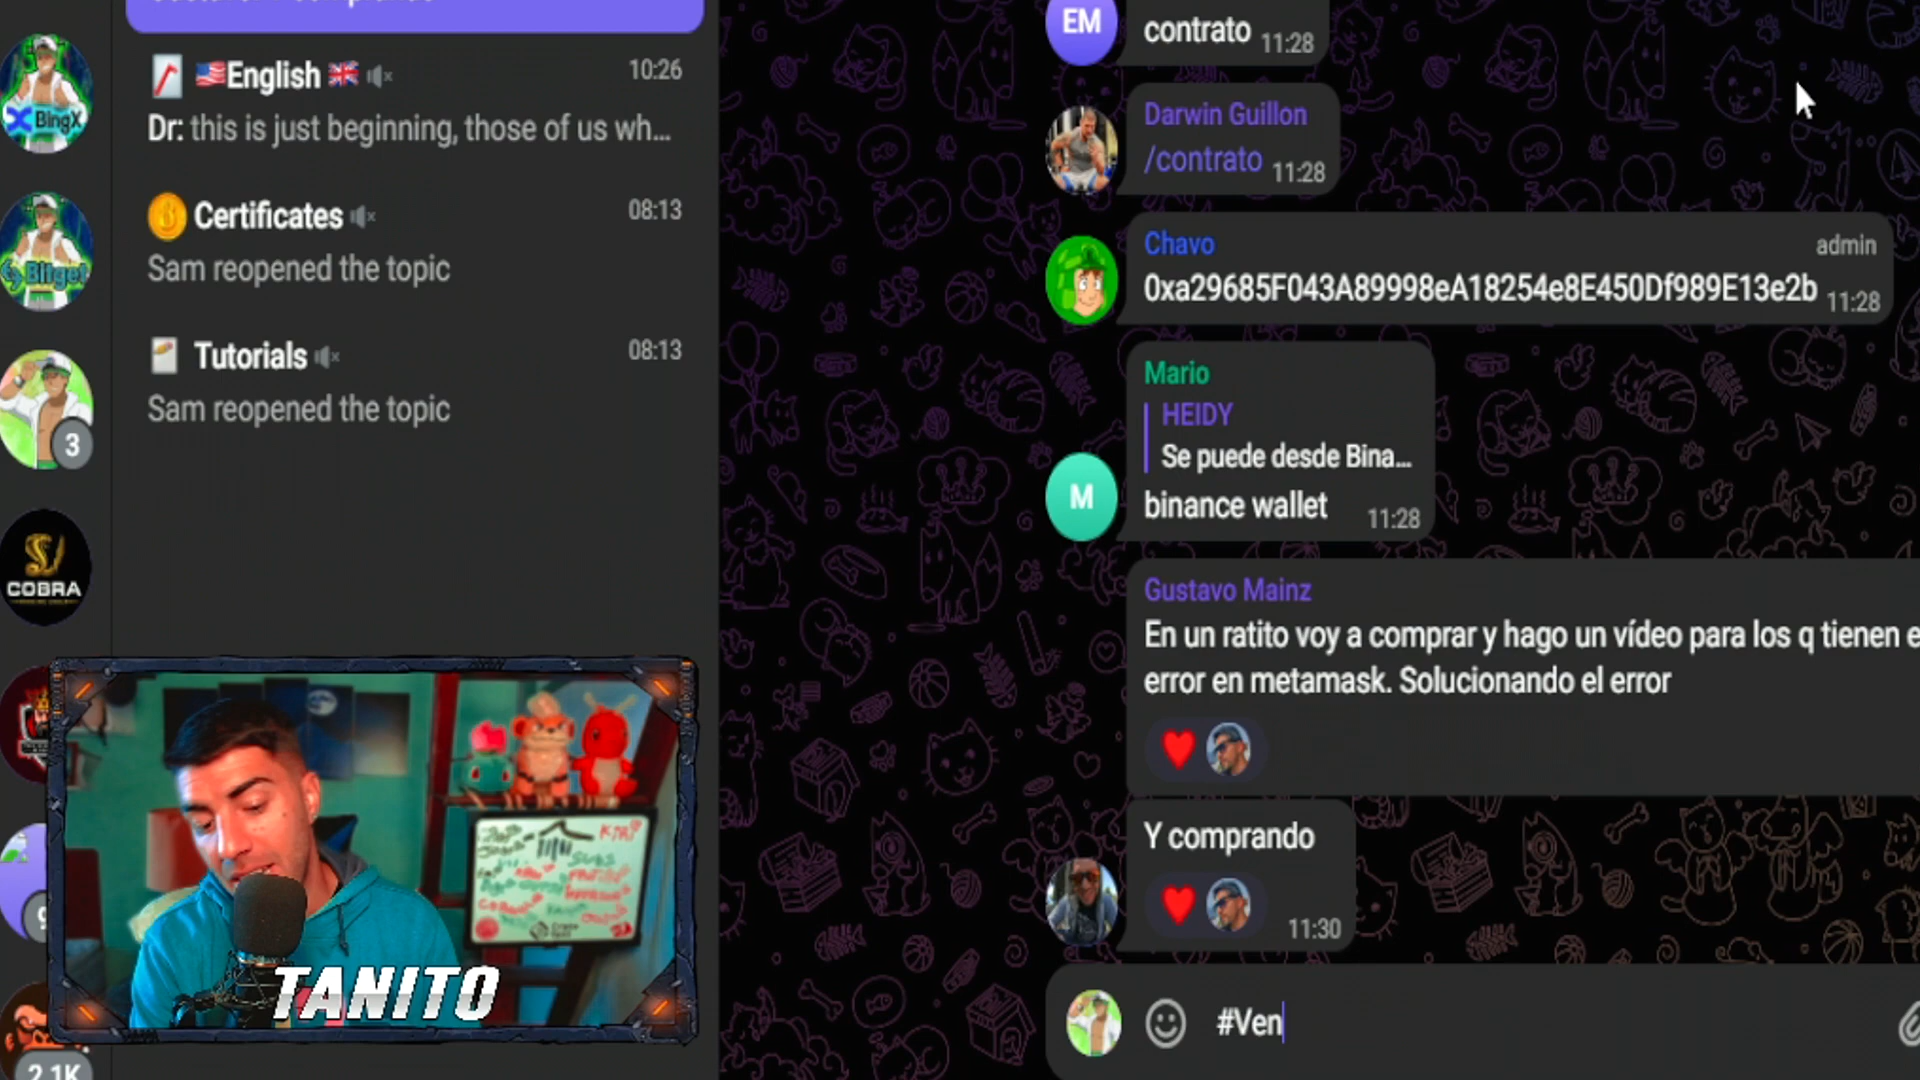 BingX
English
10:26
Dr: this is just beginning, those of us wh...
Bitget
Certificates
08:13
Sam reopened the topic
Tutorials
08:13
Sam reopened the topic
3
COBRA
2.1K
TANITO
EM
contrato 11:28
Darwin Guillon
/contrato 11:28
Chavo admin
0xa29685F043A89998eA18254e8E450Df989E13e2b 11:28
Mario
HEIDY
Se puede desde Bina...
M
binance wallet 11:28
Gustavo Mainz
En un ratito voy a comprar y hago un vídeo para los q tienen e
error en metamask. Solucionando el error
Y comprando
11:30
#Ven